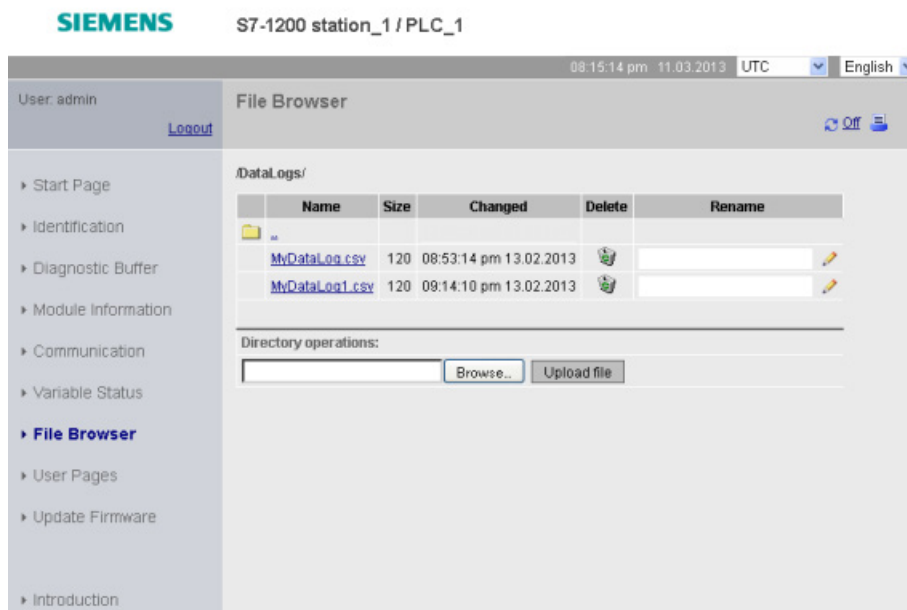 SIEMENS S7-1200 station_1 / PLC_1
08:15:14 pm 11.03.2013 UTC English
User: admin
Logout
File Browser
Off
Start Page
Identification
Diagnostic Buffer
Module Information
Communication
Variable Status
File Browser
User Pages
Update Firmware
Introduction
/DataLogs/
Name Size Changed Delete Rename
..
MyDataLog.csv 120 08:53:14 pm 13.02.2013
MyDataLog1.csv 120 09:14:10 pm 13.02.2013
Directory operations:
Browse.. Upload file